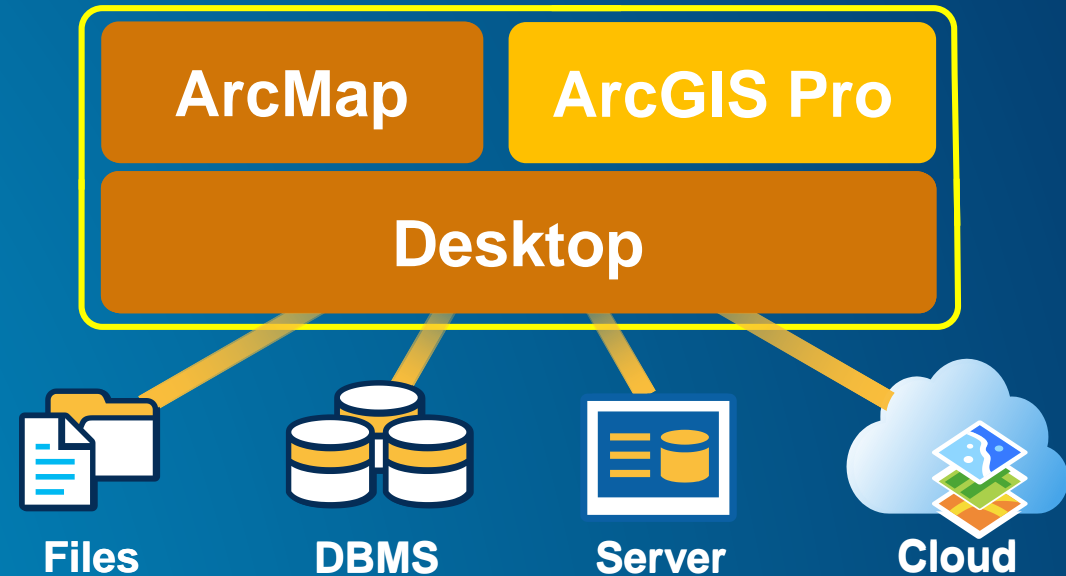 ArcMap
ArcGIS Pro
Desktop
Files
DBMS
Server
Cloud